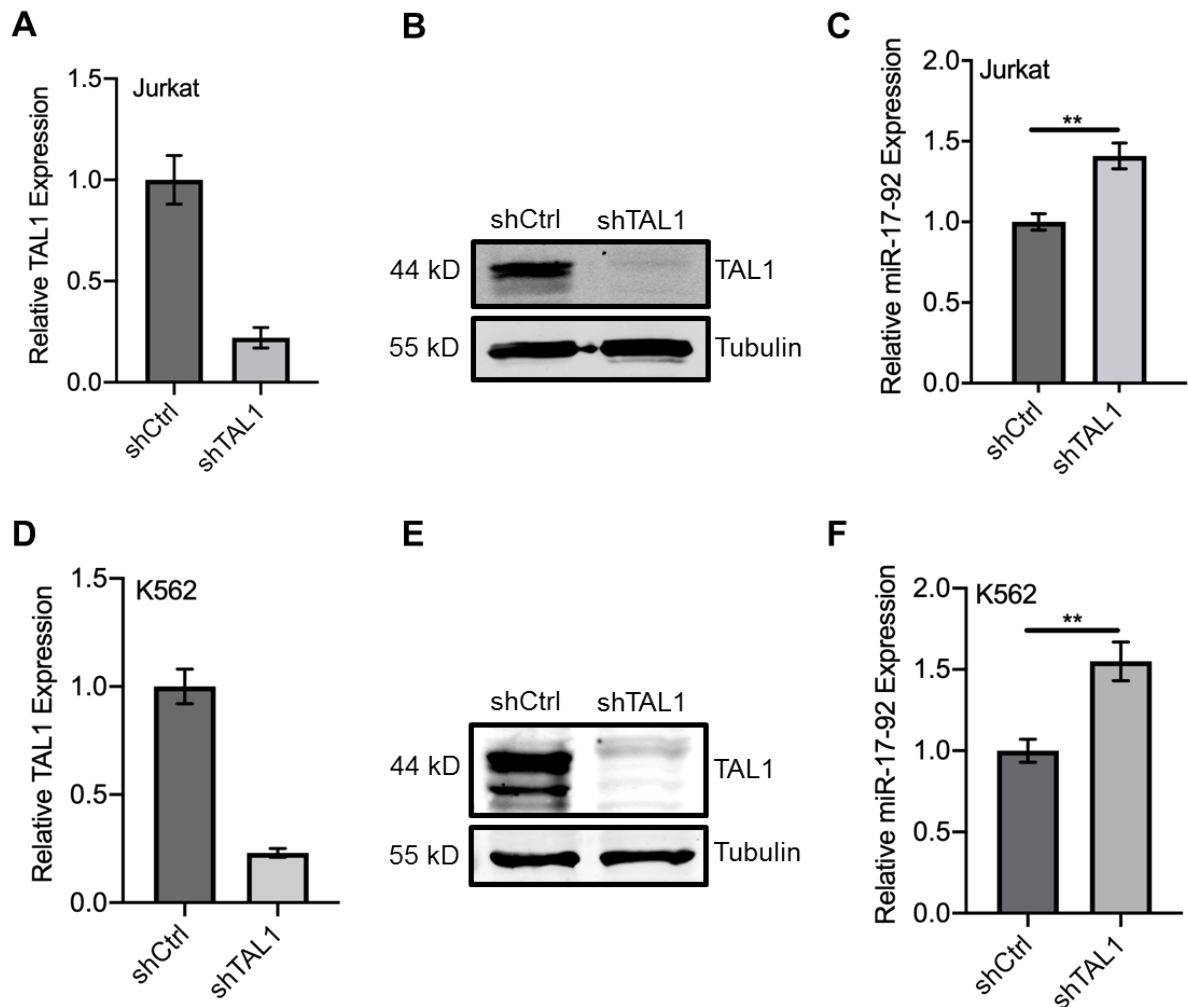 A
Relative TAL1 Expression
1.5
1.0
0.5
0.0
Jurkat
shCtrl
shTAL1
B
shCtrl shTAL1
44 kD TAL1
55 kD Tubulin
C
Relative miR-17-92 Expression
2.0
1.5
1.0
0.5
0.0
Jurkat
**
shCtrl
shTAL1
D
Relative TAL1 Expression
1.5
1.0
0.5
0.0
K562
shCtrl
shTAL1
E
shCtrl shTAL1
44 kD TAL1
55 kD Tubulin
F
Relative miR-17-92 Expression
2.0
1.5
1.0
0.5
0.0
K562
**
shCtrl
shTAL1